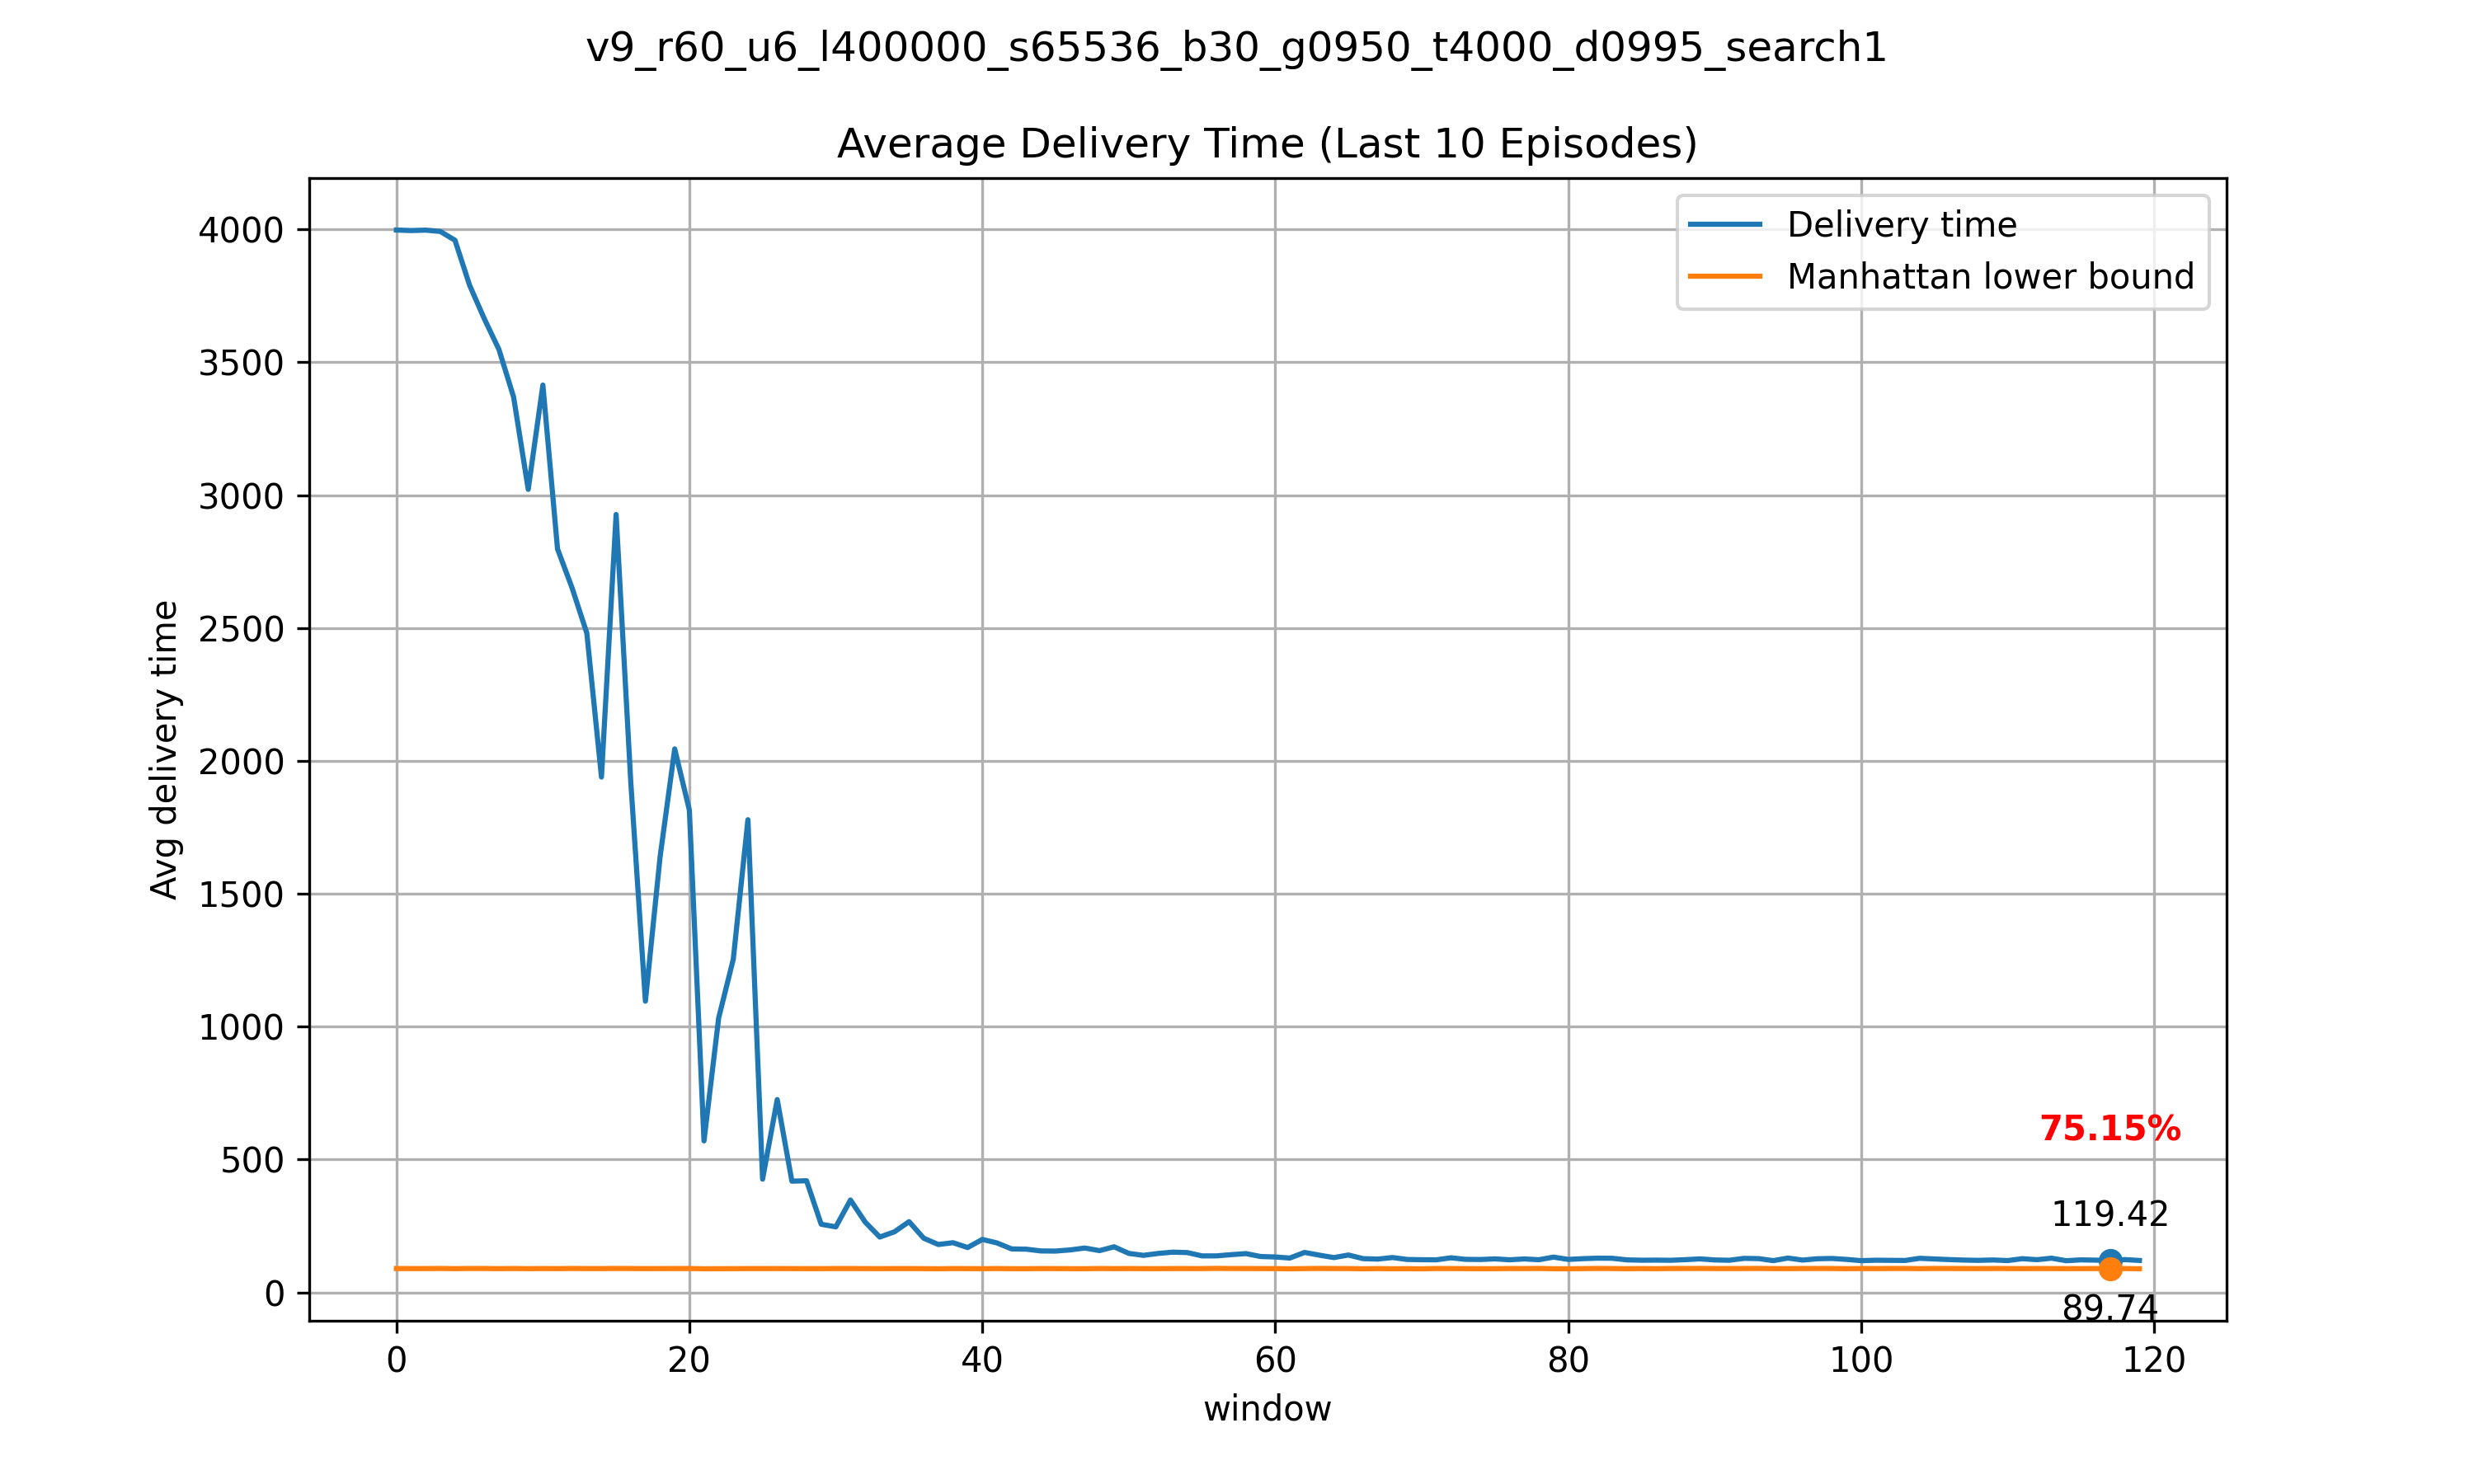 v9_r60_u6_l400000_s65536_b30_g0950_t4000_d0995_search1
Average Delivery Time (Last 10 Episodes)
Delivery time
Manhattan lower bound
4000
3500
3000
2500
2000
1500
1000
500
0
Avg delivery time
75.15%
119.42
89.74
0 20 40 60 80 100 120
window